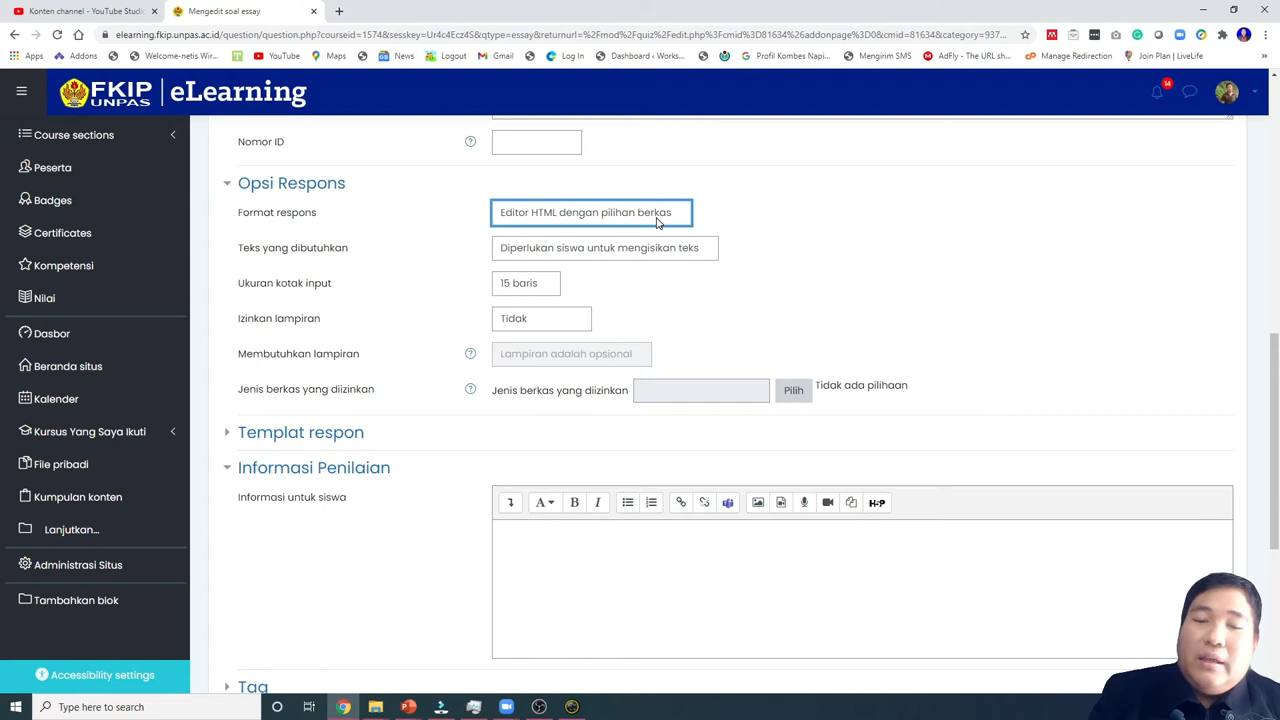 Konten channel - YouTube Studio
Mengedit soal essay
elearning.fkip.unpas.ac.id/question/question.php?courseid=1574&sesskey=Ur4c4Ecz4S&qtype=essay&returnurl=%2Fmod%2Fquiz%2Fedit.php%3Fcmid%3D81634%26addonpage%3D0&cmid=81634&category=937...
Apps
Addons
Welcome-netis Wir...
YouTube
Maps
News
Logout
Gmail
Log In
Dashboard ‹ Works...
Profil Kombes Napi...
Mengirim SMS
AdFly - The URL sh...
Manage Redirection
Join Plan | LiveLife
FKIP UNPAS | eLearning
14
Course sections
Peserta
Badges
Certificates
Kompetensi
Nilai
Dasbor
Beranda situs
Kalender
Kursus Yang Saya Ikuti
File pribadi
Kumpulan konten
Lanjutkan...
Administrasi Situs
Tambahkan blok
Accessibility settings
Nomor ID
Opsi Respons
Format respons
Editor HTML dengan pilihan berkas
Teks yang dibutuhkan
Diperlukan siswa untuk mengisikan teks
Ukuran kotak input
15 baris
Izinkan lampiran
Tidak
Membutuhkan lampiran
Lampiran adalah opsional
Jenis berkas yang diizinkan
Jenis berkas yang diizinkan
Pilih
Tidak ada pilihaan
Templat respon
Informasi Penilaian
Informasi untuk siswa
A
B
I
H-P
Tag
Type here to search